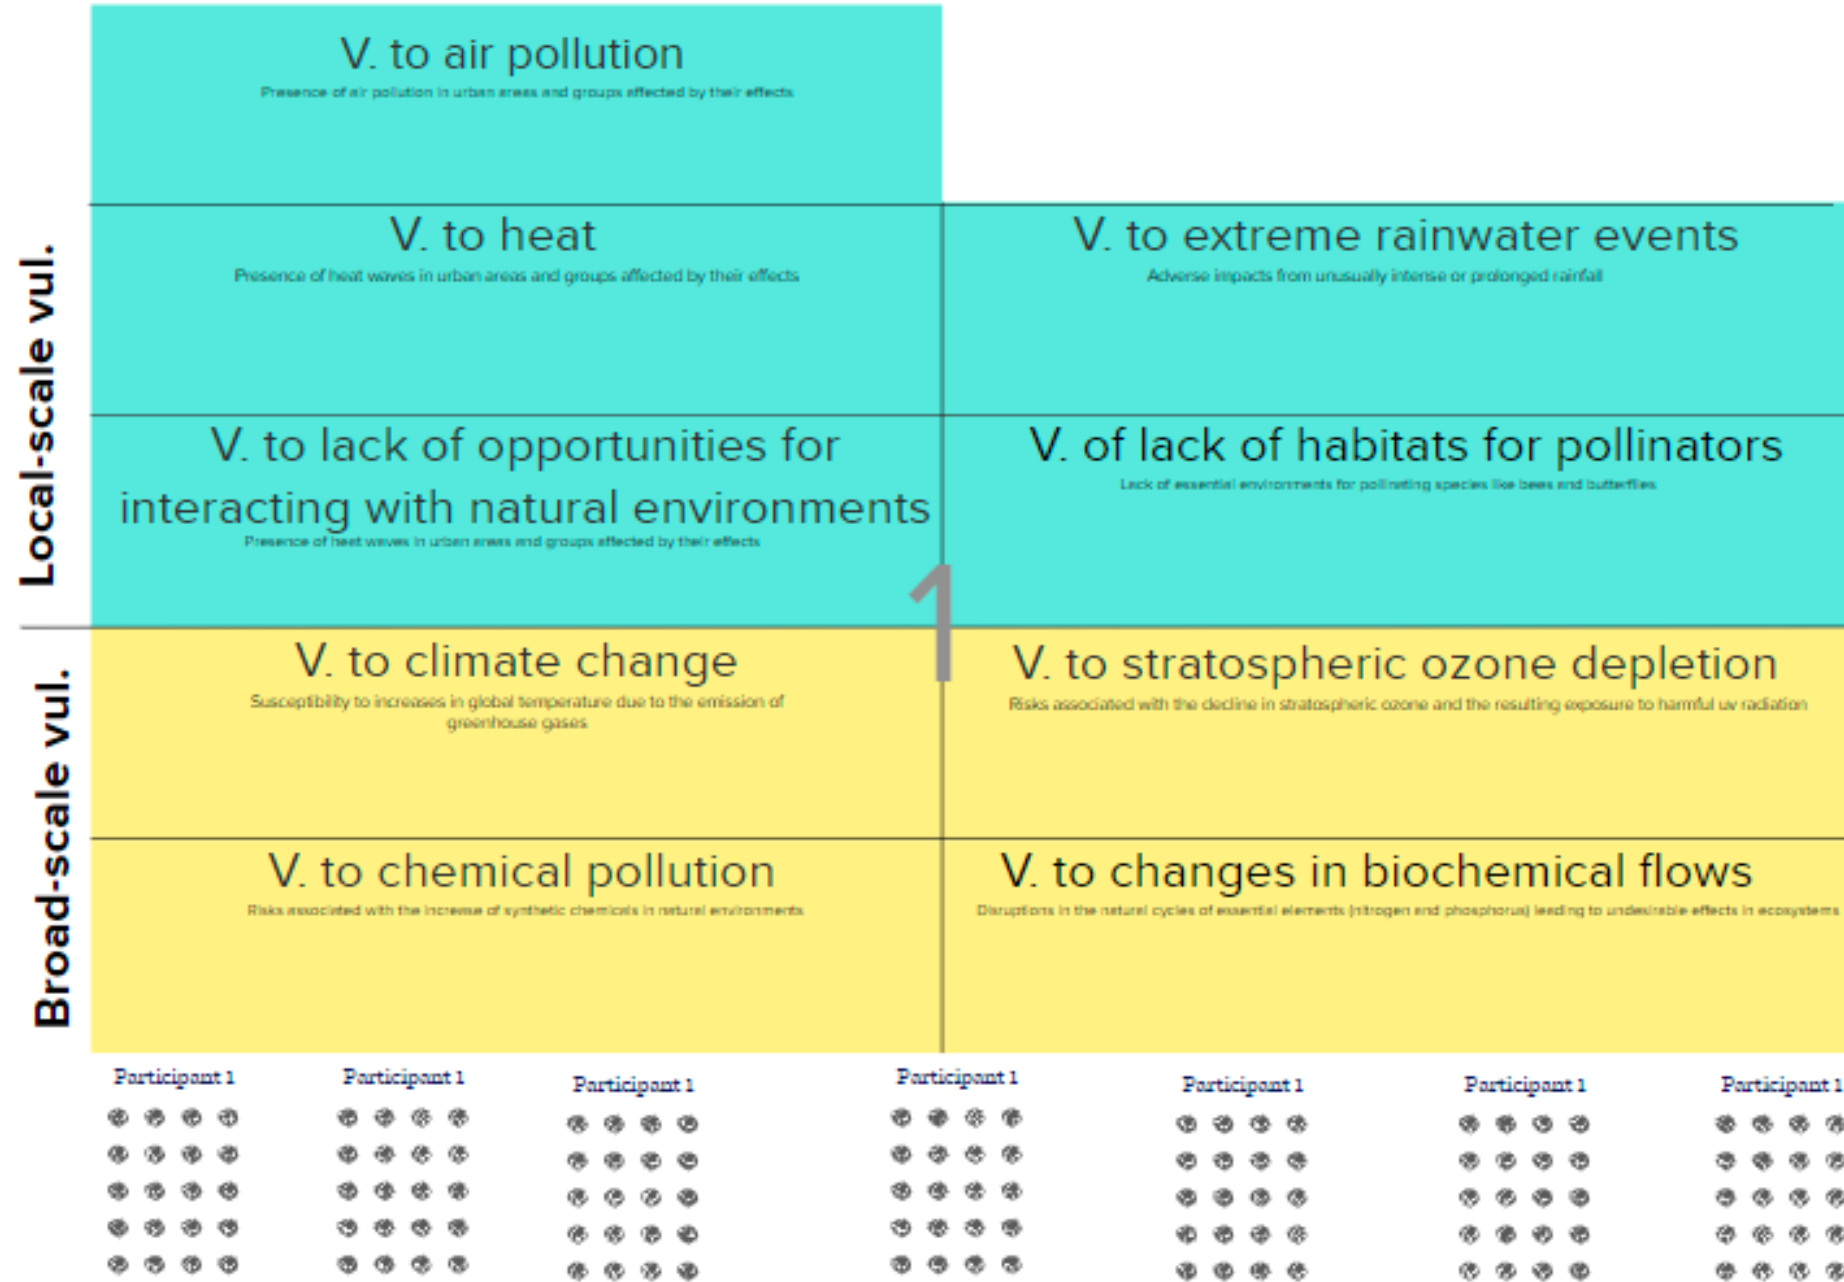 V. to air pollution
Presence of air pollution in urban areas and groups affected by their effects
Local-scale vul.
V. to heat
Presence of heat waves in urban areas and groups affected by their effects
V. to extreme rainwater events
Adverse impacts from unusually intense or prolonged rainfall
V. to lack of opportunities for
interacting with natural environments
Presence of heat waves in urban areas and groups affected by their effects
V. of lack of habitats for pollinators
Lack of essential environments for pollinating species like bees and butterflies
1
Broad-scale vul.
V. to climate change
Susceptibility to increases in global temperature due to the emission of
greenhouse gases
V. to stratospheric ozone depletion
Risks associated with the decline in stratospheric ozone and the resulting exposure to harmful uv radiation
V. to chemical pollution
Risks associated with the increase of synthetic chemicals in natural environments
V. to changes in biochemical flows
Disruptions in the natural cycles of essential elements (nitrogen and phosphorus) leading to undesirable effects in ecosystems
Participant 1
Participant 1
Participant 1
Participant 1
Participant 1
Participant 1
Participant 1